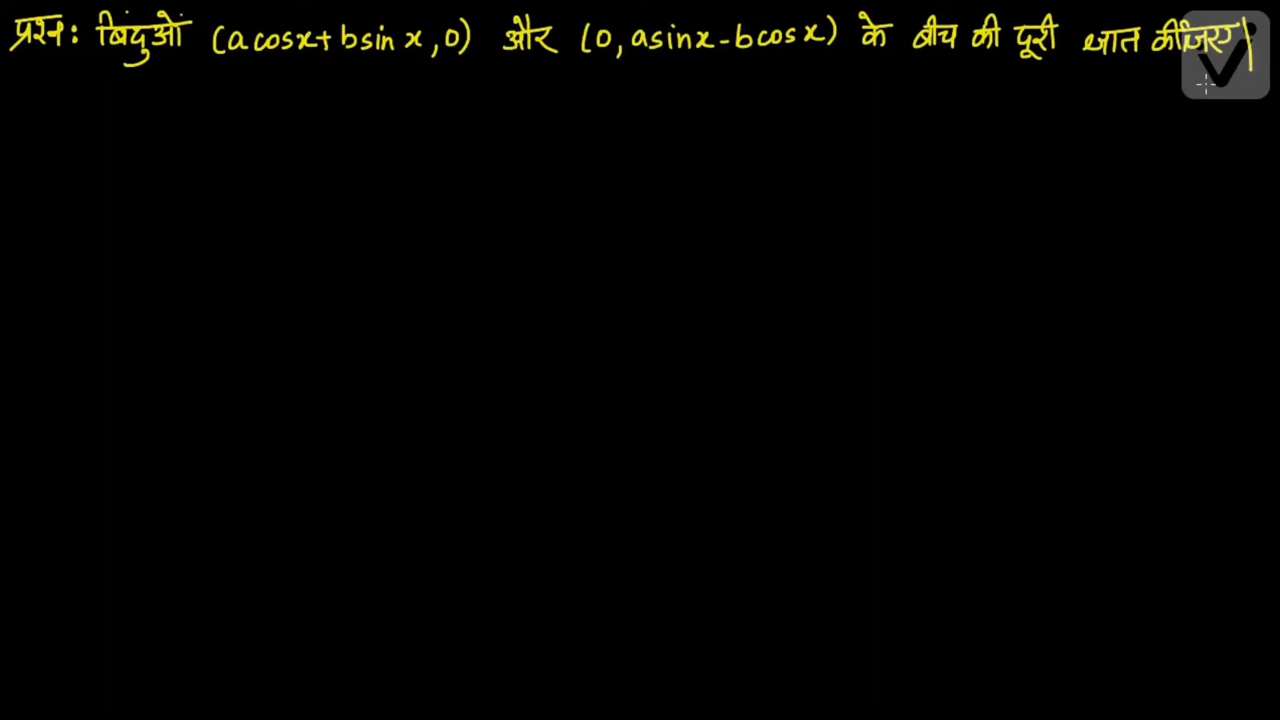 प्रश्न: बिंदुओं (a cosx + b sin x, 0) और (0, a sinx - b cos x) के बीच की दूरी ज्ञात कीजिए|